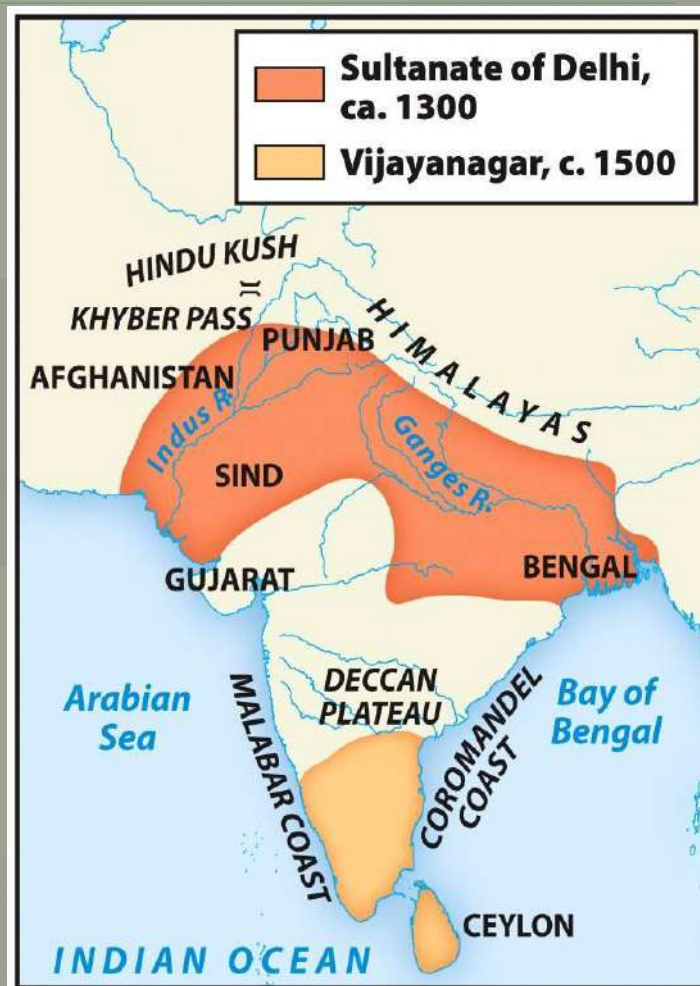 Sultanate of Delhi,
ca. 1300
Vijayanagar, c. 1500
HINDU KUSH
KHYBER PASS
PUNJAB
HIMALAYAS
AFGHANISTAN
Indus R.
Ganges R.
SIND
GUJARAT
BENGAL
Arabian
Sea
MALABAR COAST
DECCAN
PLATEAU
COROMANDEL
COAST
Bay of
Bengal
CEYLON
INDIAN OCEAN